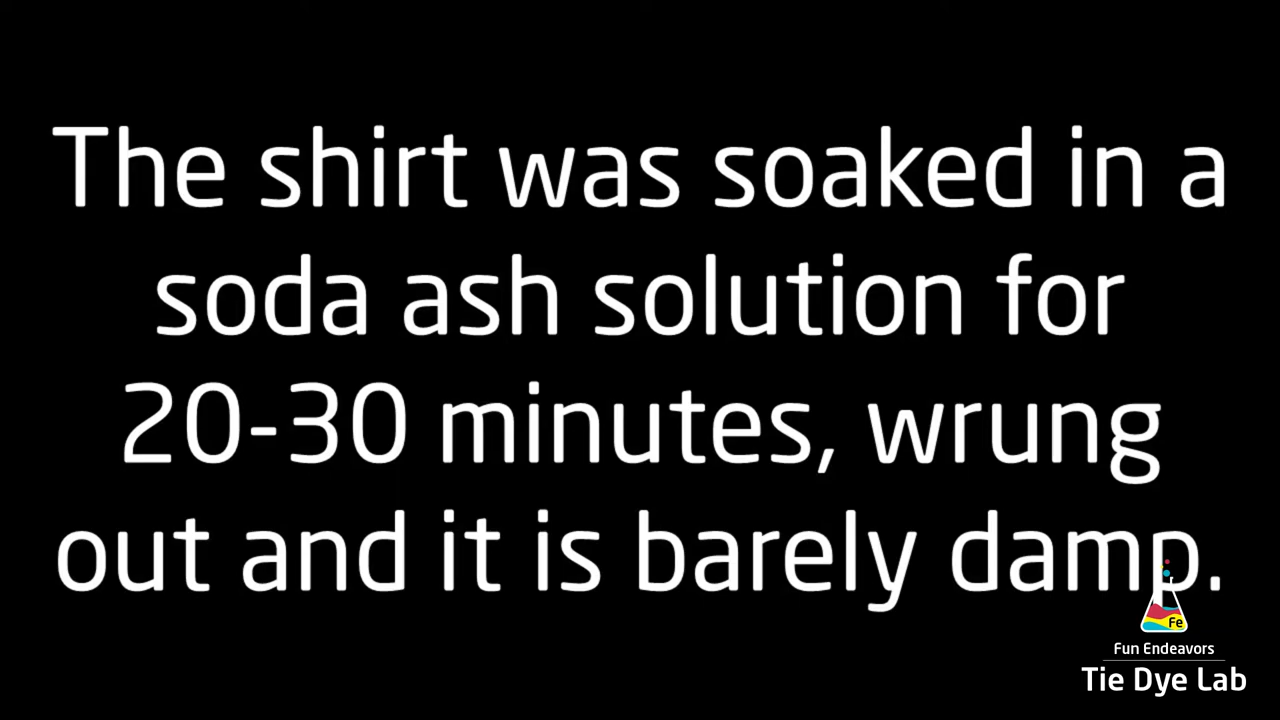 The shirt was soaked in a
soda ash solution for
20-30 minutes, wrung
out and it is barely damp.
Fe
Fun Endeavors
Tie Dye Lab